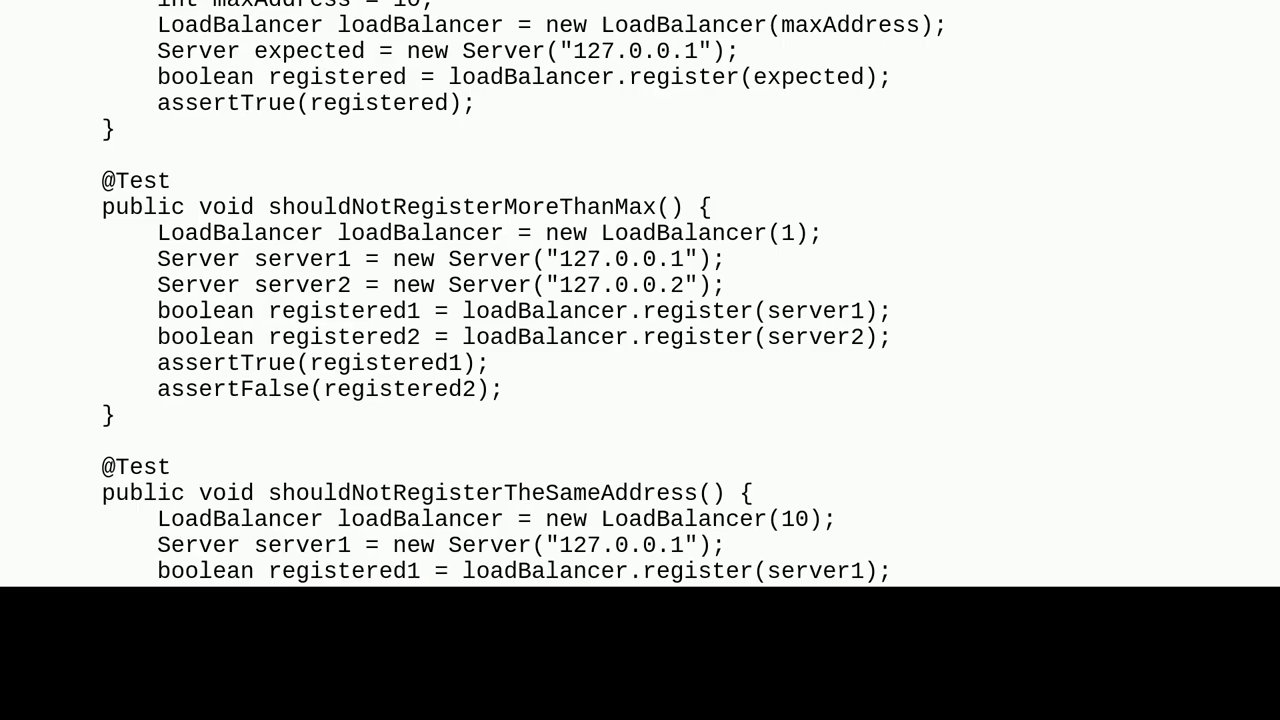 int maxAddress = 10;
LoadBalancer loadBalancer = new LoadBalancer(maxAddress);
Server expected = new Server("127.0.0.1");
boolean registered = loadBalancer.register(expected);
assertTrue(registered);
}
@Test
public void shouldNotRegisterMoreThanMax() {
LoadBalancer loadBalancer = new LoadBalancer(1);
Server server1 = new Server("127.0.0.1");
Server server2 = new Server("127.0.0.2");
boolean registered1 = loadBalancer.register(server1);
boolean registered2 = loadBalancer.register(server2);
assertTrue(registered1);
assertFalse(registered2);
}
@Test
public void shouldNotRegisterTheSameAddress() {
LoadBalancer loadBalancer = new LoadBalancer(10);
Server server1 = new Server("127.0.0.1");
boolean registered1 = loadBalancer.register(server1);